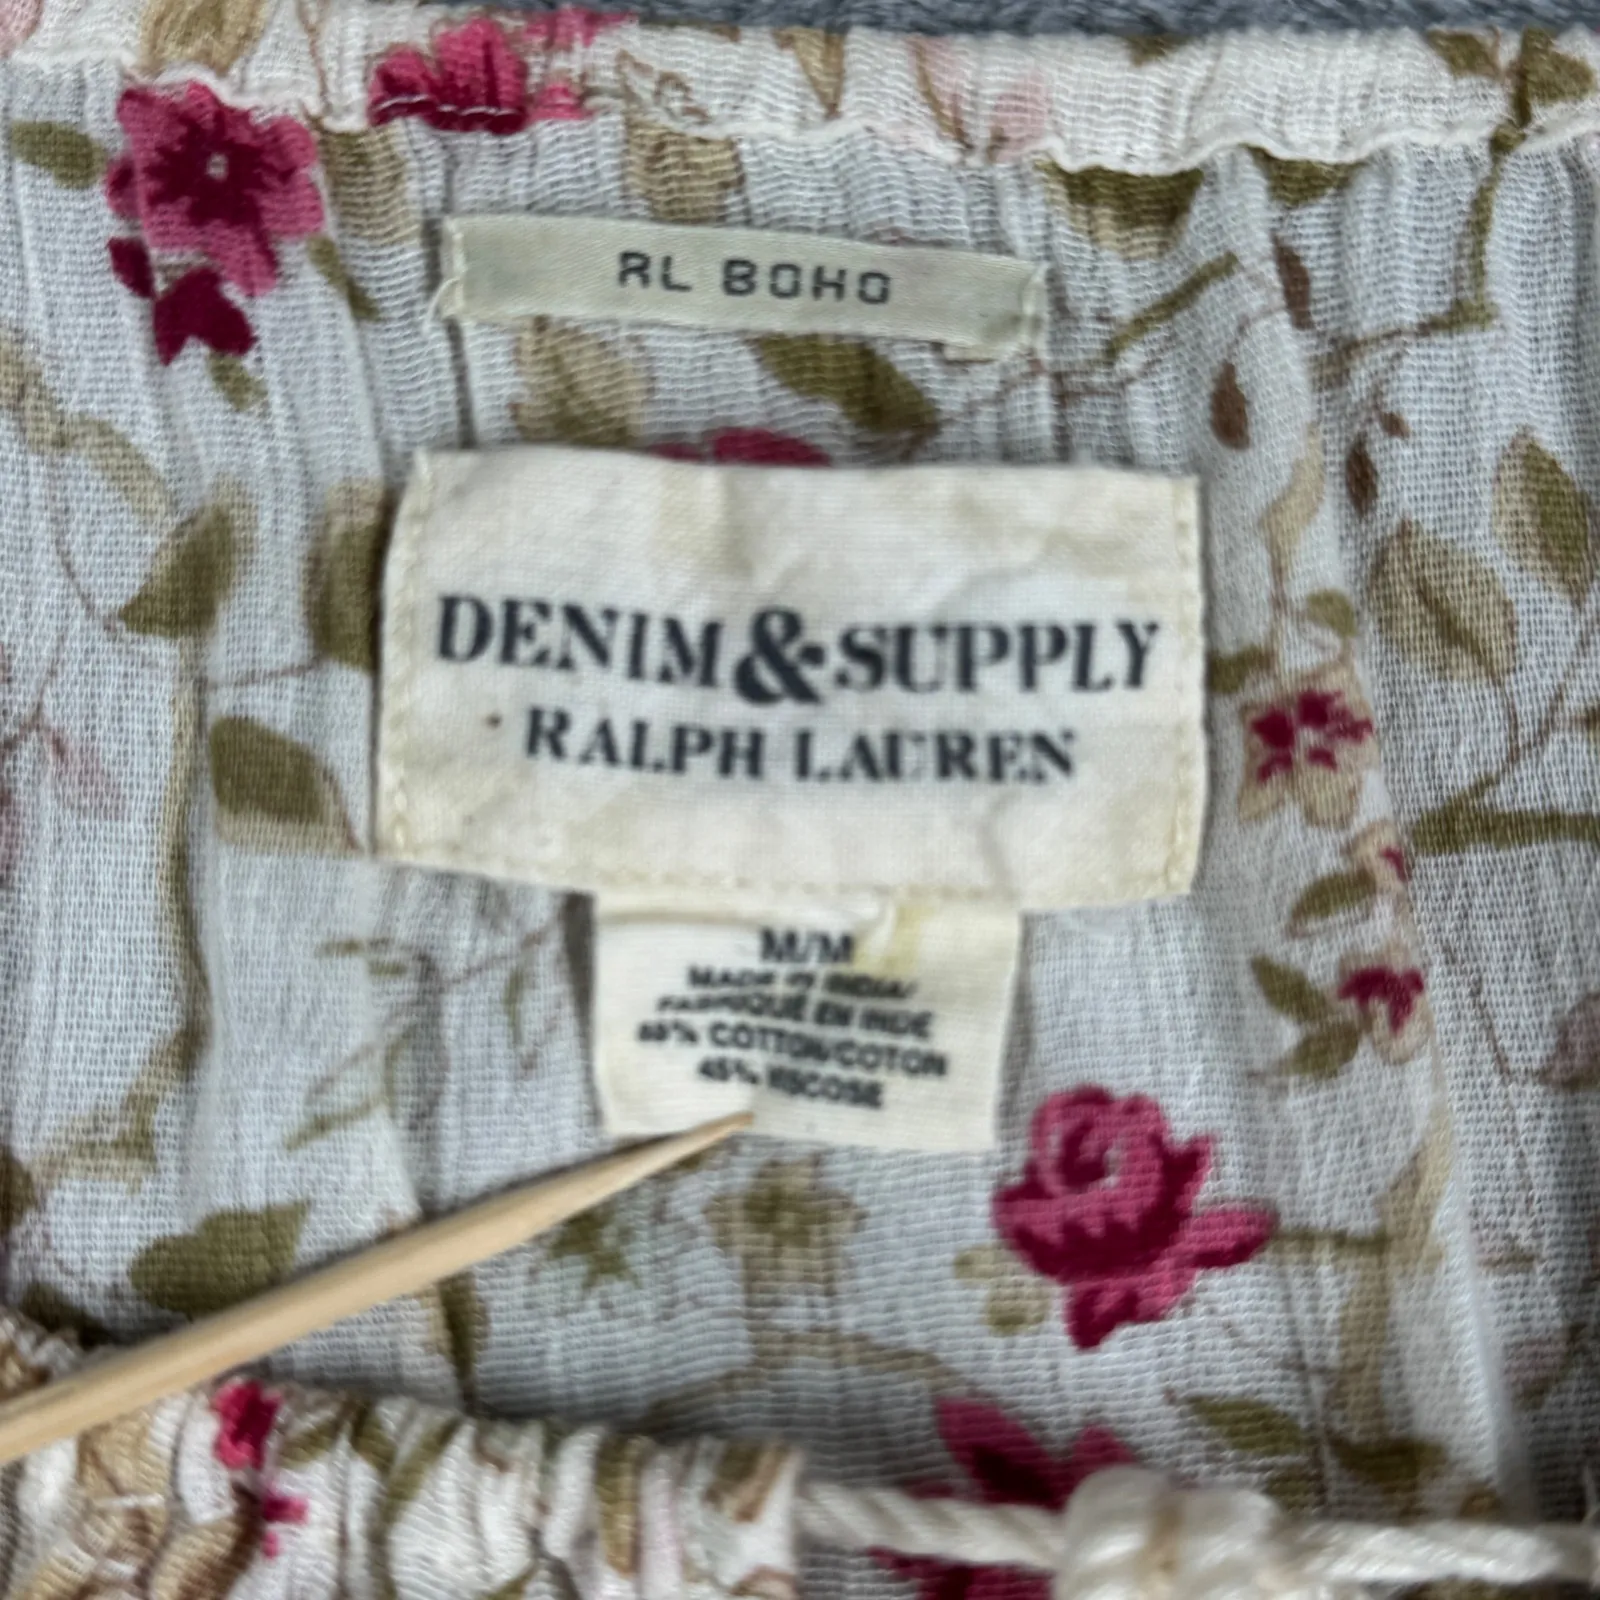 RL BOHO
DENIM&SUPPLY
RALPH LAUREN
M/M
MADE IN INDIA/
FABRIQUÉ EN INDE
COTTON/COTON
45% VISCOSE